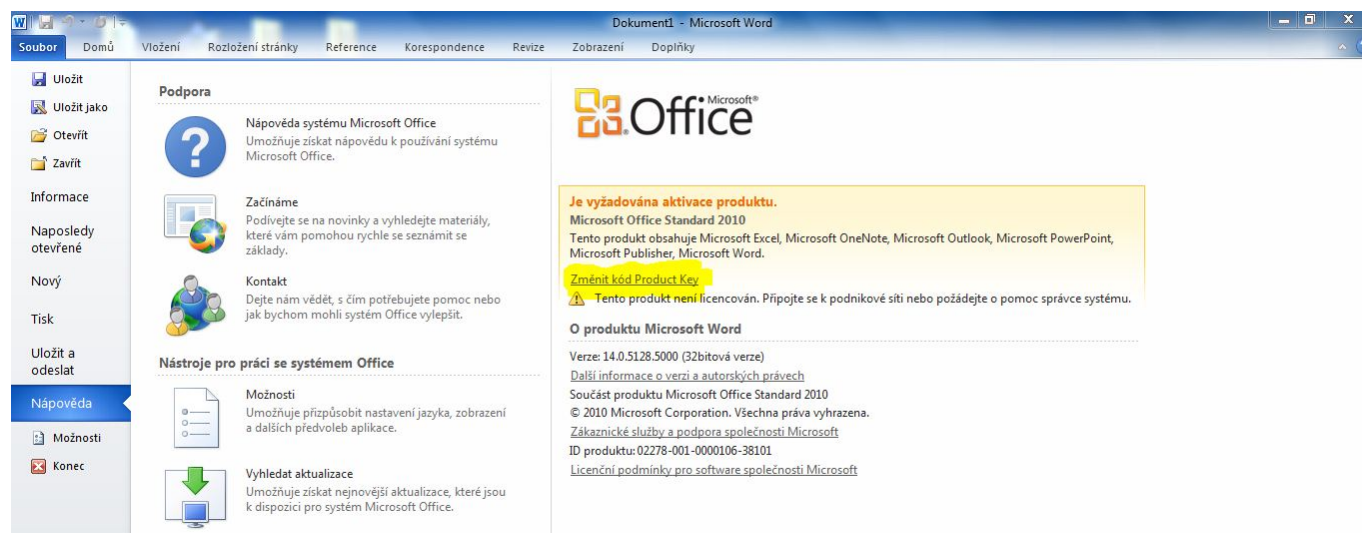 Dokument1 - Microsoft Word
Soubor Domů Vložení Rozložení stránky Reference Korespondence Revize Zobrazení Doplňky
Uložit
Uložit jako
Otevřít
Zavřít
Informace
Naposledy
otevřené
Nový
Tisk
Uložit a
odeslat
Nápověda
Možnosti
Konec
Podpora
Nápověda systému Microsoft Office
Umožňuje získat nápovědu k používání systému
Microsoft Office.
Začínáme
Podívejte se na novinky a vyhledejte materiály,
které vám pomohou rychle se seznámit se
základy.
Kontakt
Dejte nám vědět, s čím potřebujete pomoc nebo
jak bychom mohli systém Office vylepšit.
Nástroje pro práci se systémem Office
Možnosti
Umožňuje přizpůsobit nastavení jazyka, zobrazení
a dalších předvoleb aplikace.
Vyhledat aktualizace
Umožňuje získat nejnovější aktualizace, které jsou
k dispozici pro systém Microsoft Office.
Microsoft®
Office
Je vyžadována aktivace produktu.
Microsoft Office Standard 2010
Tento produkt obsahuje Microsoft Excel, Microsoft OneNote, Microsoft Outlook, Microsoft PowerPoint,
Microsoft Publisher, Microsoft Word.
Změnit kód Product Key
Tento produkt není licencován. Připojte se k podnikové síti nebo požádejte o pomoc správce systému.
O produktu Microsoft Word
Verze: 14.0.5128.5000 (32bitová verze)
Další informace o verzi a autorských právech
Součást produktu Microsoft Office Standard 2010
© 2010 Microsoft Corporation. Všechna práva vyhrazena.
Zákaznické služby a podpora společnosti Microsoft
ID produktu: 02278-001-0000106-38101
Licenční podmínky pro software společnosti Microsoft